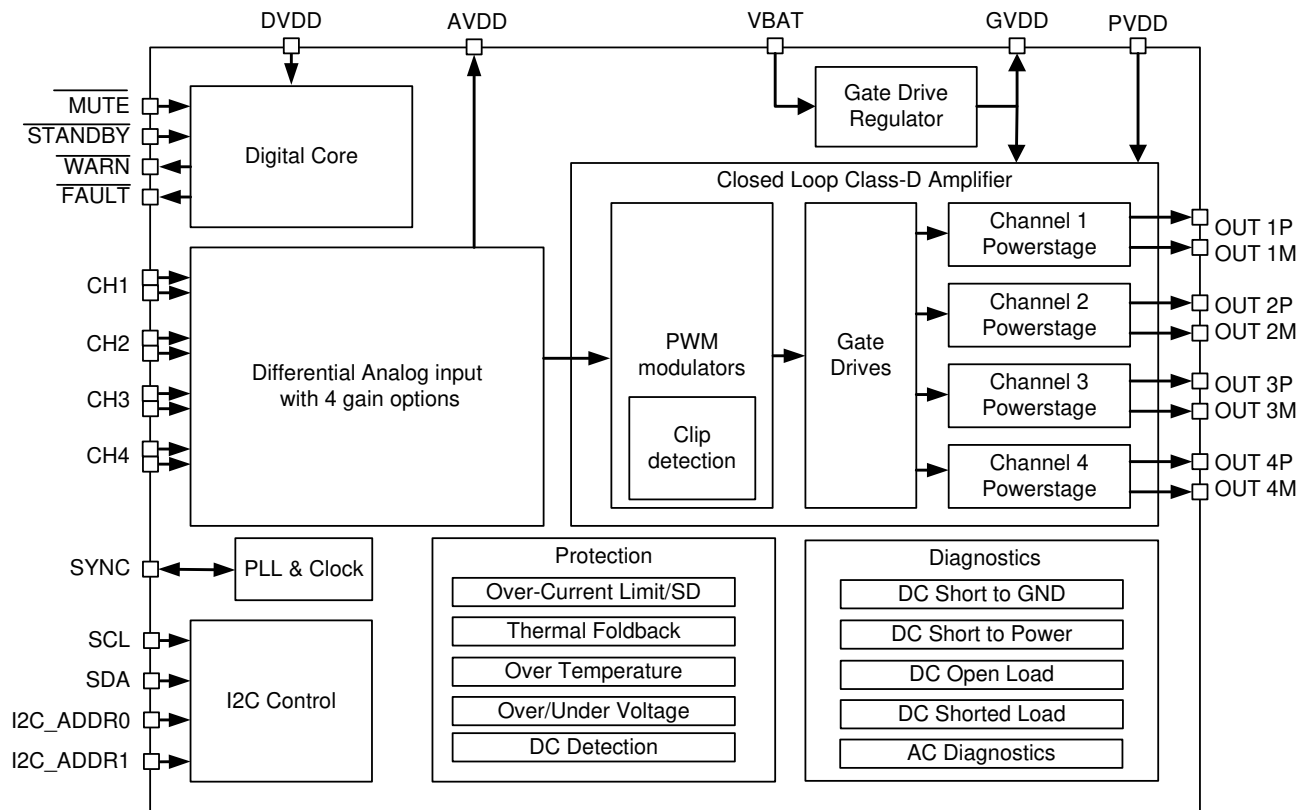 DVDD
AVDD
VBAT
GVDD
PVDD
MUTE
STANDBY
WARN
FAULT
Digital Core
Gate Drive
Regulator
Closed Loop Class-D Amplifier
CH1
CH2
CH3
CH4
Differential Analog input
with 4 gain options
PWM
modulators
Clip
detection
Gate
Drives
Channel 1
Powerstage
Channel 2
Powerstage
Channel 3
Powerstage
Channel 4
Powerstage
OUT 1P
OUT 1M
OUT 2P
OUT 2M
OUT 3P
OUT 3M
OUT 4P
OUT 4M
SYNC
PLL & Clock
SCL
SDA
I2C_ADDR0
I2C_ADDR1
I2C Control
Protection
Over-Current Limit/SD
Thermal Foldback
Over Temperature
Over/Under Voltage
DC Detection
Diagnostics
DC Short to GND
DC Short to Power
DC Open Load
DC Shorted Load
AC Diagnostics